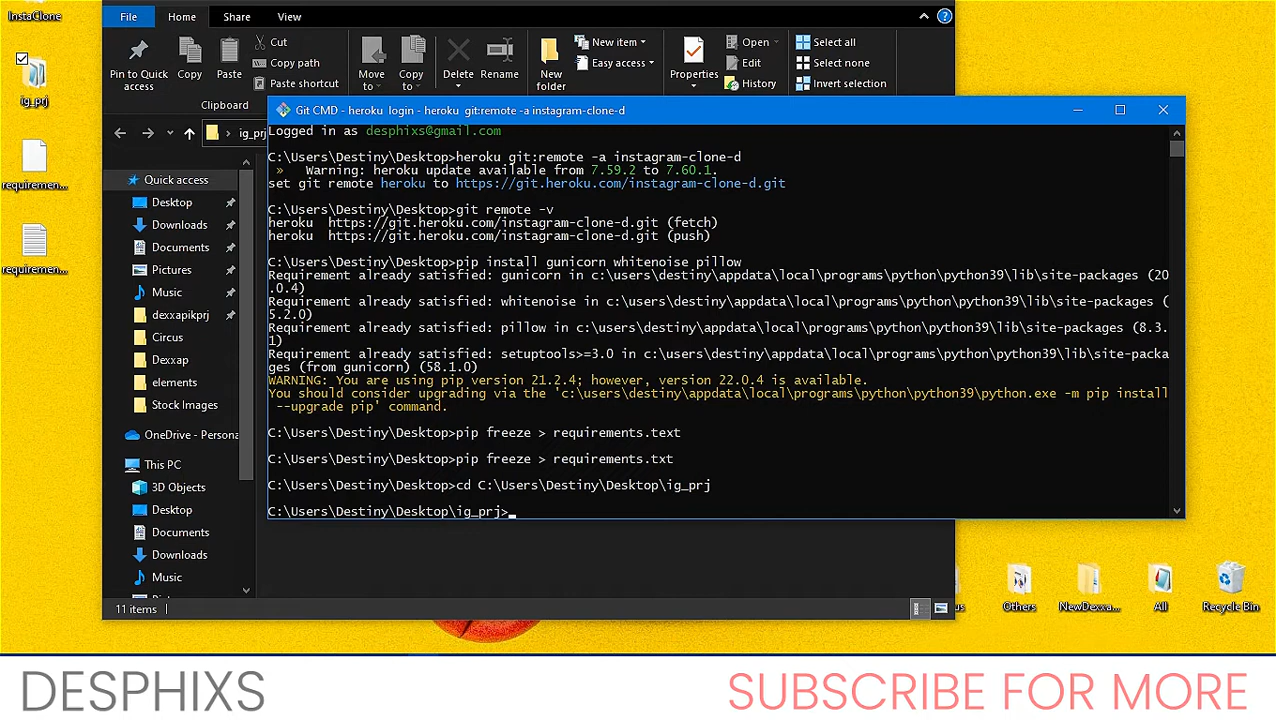 InstaClone
ig_prj
requiremen...
requiremen...
File Home Share View
Pin to Quick access
Copy
Paste
Cut
Copy path
Paste shortcut
Clipboard
Move to
Copy to
Delete
Rename
New folder
New item
Easy access
Properties
Open
Edit
History
Select all
Select none
Invert selection
ig_prj
Quick access
Desktop
Downloads
Documents
Pictures
Music
dexxapikprj
Circus
Dexxap
elements
Stock Images
OneDrive - Persona
This PC
3D Objects
Desktop
Documents
Downloads
Music
11 items
Git CMD - heroku login - heroku git:remote -a instagram-clone-d
Logged in as desphixs@gmail.com
C:\Users\Destiny\Desktop>heroku git:remote -a instagram-clone-d
» Warning: heroku update available from 7.59.2 to 7.60.1.
set git remote heroku to https://git.heroku.com/instagram-clone-d.git
C:\Users\Destiny\Desktop>git remote -v
heroku https://git.heroku.com/instagram-clone-d.git (fetch)
heroku https://git.heroku.com/instagram-clone-d.git (push)
C:\Users\Destiny\Desktop>pip install gunicorn whitenoise pillow
Requirement already satisfied: gunicorn in c:\users\destiny\appdata\local\programs\python\python39\lib\site-packages (20
.0.4)
Requirement already satisfied: whitenoise in c:\users\destiny\appdata\local\programs\python\python39\lib\site-packages (
5.2.0)
Requirement already satisfied: pillow in c:\users\destiny\appdata\local\programs\python\python39\lib\site-packages (8.3.
1)
Requirement already satisfied: setuptools>=3.0 in c:\users\destiny\appdata\local\programs\python\python39\lib\site-packa
ges (from gunicorn) (58.1.0)
WARNING: You are using pip version 21.2.4; however, version 22.0.4 is available.
You should consider upgrading via the 'c:\users\destiny\appdata\local\programs\python\python39\python.exe -m pip install
--upgrade pip' command.
C:\Users\Destiny\Desktop>pip freeze > requirements.text
C:\Users\Destiny\Desktop>pip freeze > requirements.txt
C:\Users\Destiny\Desktop>cd C:\Users\Destiny\Desktop\ig_prj
C:\Users\Destiny\Desktop\ig_prj>_
Others
NewDexxa...
All
Recycle Bin
DESPHIXS
SUBSCRIBE FOR MORE